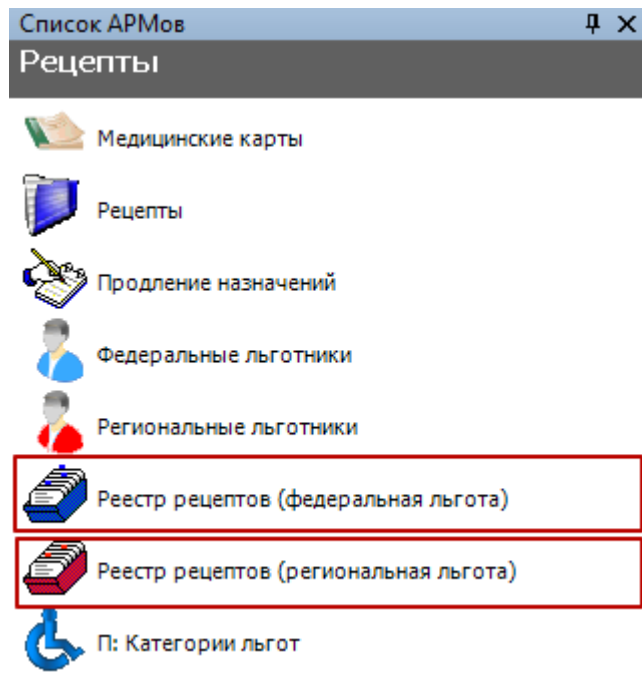 Список АРМов
Рецепты
Медицинские карты
Рецепты
Продление назначений
Федеральные льготники
Региональные льготники
Реестр рецептов (федеральная льгота)
Реестр рецептов (региональная льгота)
П: Категории льгот